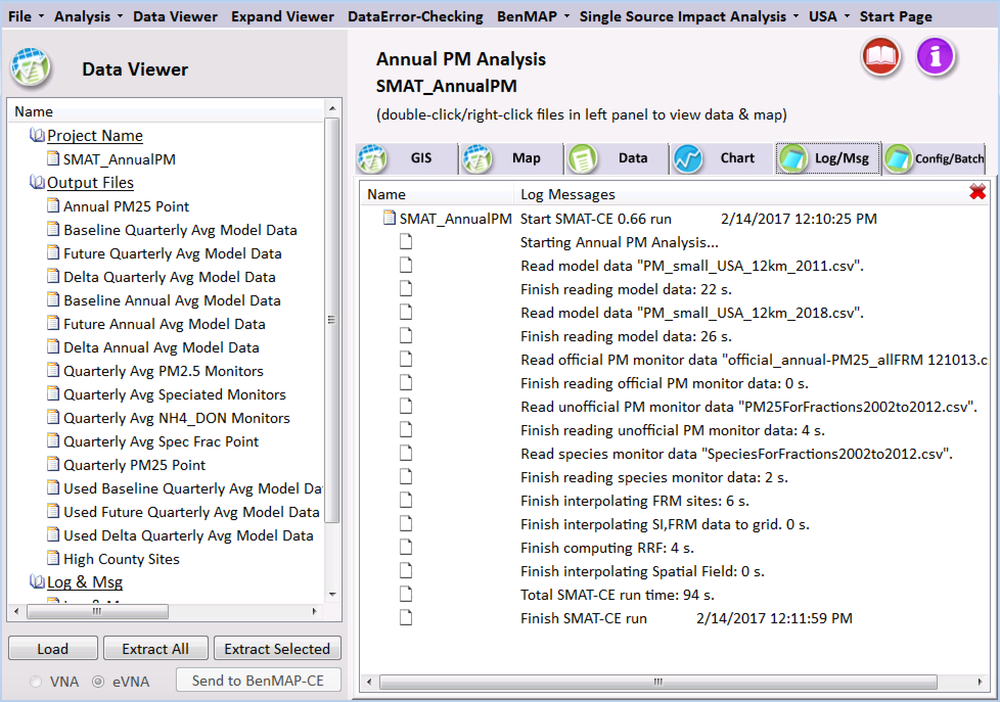 File Analysis Data Viewer Expand Viewer DataError-Checking BenMAP Single Source Impact Analysis USA Start Page
Data Viewer
Name
Project Name
SMAT_AnnualPM
Output Files
Annual PM25 Point
Baseline Quarterly Avg Model Data
Future Quarterly Avg Model Data
Delta Quarterly Avg Model Data
Baseline Annual Avg Model Data
Future Annual Avg Model Data
Delta Annual Avg Model Data
Quarterly Avg PM2.5 Monitors
Quarterly Avg Speciated Monitors
Quarterly Avg NH4_DON Monitors
Quarterly Avg Spec Frac Point
Quarterly PM25 Point
Used Baseline Quarterly Avg Model Da
Used Future Quarterly Avg Model Data
Used Delta Quarterly Avg Model Data
High County Sites
Log & Msg
Load Extract All Extract Selected
VNA eVNA Send to BenMAP-CE
Annual PM Analysis
SMAT_AnnualPM
(double-click/right-click files in left panel to view data & map)
GIS Map Data Chart Log/Msg Config/Batch
Name Log Messages
SMAT_AnnualPM Start SMAT-CE 0.66 run 2/14/2017 12:10:25 PM
Starting Annual PM Analysis...
Read model data "PM_small_USA_12km_2011.csv".
Finish reading model data: 22 s.
Read model data "PM_small_USA_12km_2018.csv".
Finish reading model data: 26 s.
Read official PM monitor data "official_annual-PM25_allFRM 121013.c
Finish reading official PM monitor data: 0 s.
Read unofficial PM monitor data "PM25ForFractions2002to2012.csv".
Finish reading unofficial PM monitor data: 4 s.
Read species monitor data "SpeciesForFractions2002to2012.csv".
Finish reading species monitor data: 2 s.
Finish interpolating FRM sites: 6 s.
Finish interpolating SI,FRM data to grid. 0 s.
Finish computing RRF: 4 s.
Finish interpolating Spatial Field: 0 s.
Total SMAT-CE run time: 94 s.
Finish SMAT-CE run 2/14/2017 12:11:59 PM